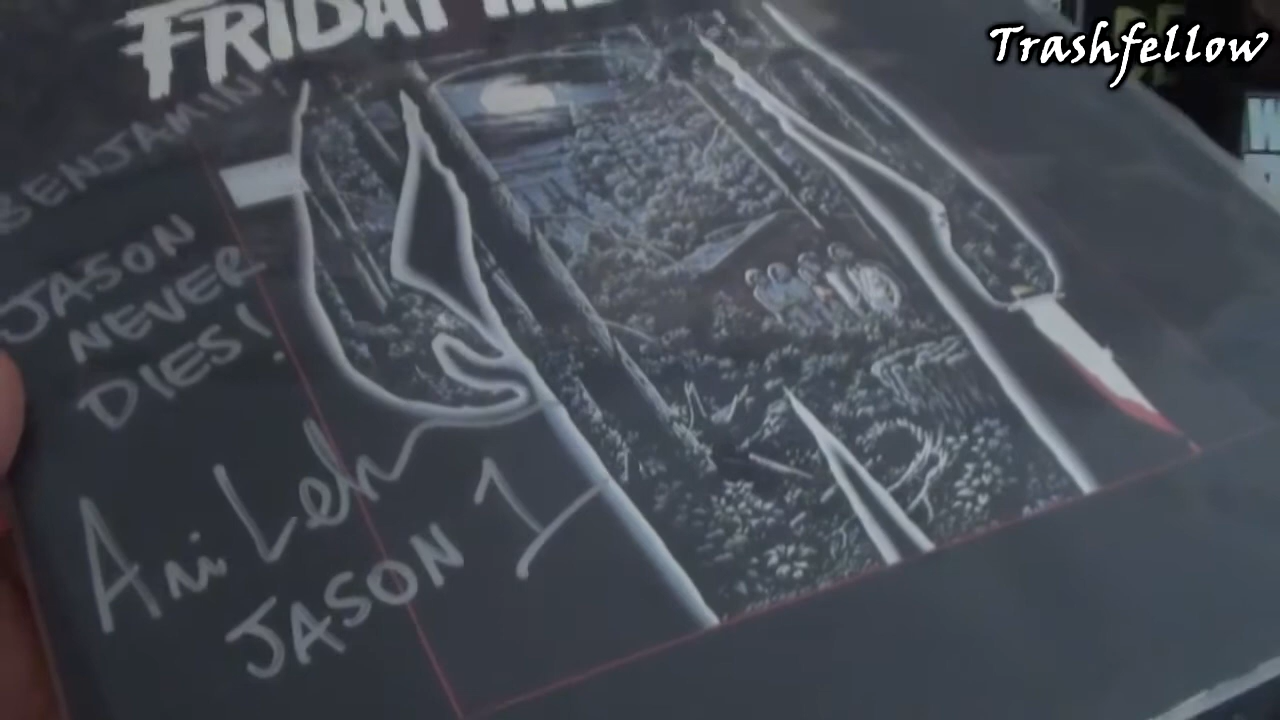 Trashfellow
FRIDAY THE
BENJAMIN,
JASON
NEVER
DIES!
Ari Leh
JASON 1